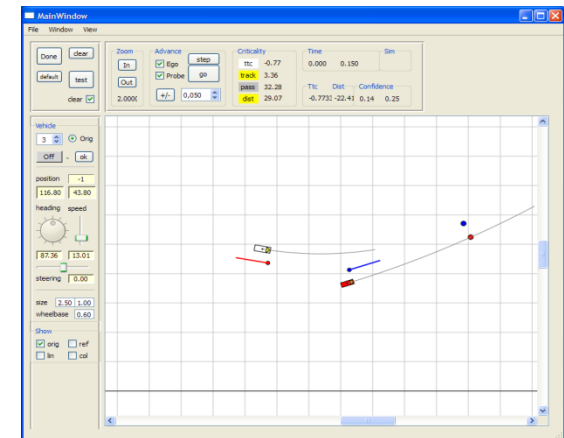 MainWindow
File Window View
Done clear
default test
clear
Zoom
In
Out
2.000(
Advance
Ego step
Probe go
+/- 0,050
Criticality
ttc -0.77
track 3.36
pass 32.28
dist 29.07
Time Sim
0.000 0.150
Ttc Dist Confidence
-0.773: -22.41 0.14 0.25
Vehicle
3 Orig
Off - ok
position -1
116.80 43.80
heading speed
87.36 13.01
steering 0.00
size 2.50 1.00
wheelbase 0.60
Show
orig ref
lin col